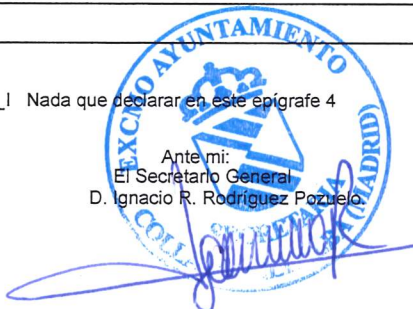 _I Nada que declarar en este epígrafe 4
Ante mi:
El Secretario General
D. Ignacio R. Rodríguez Pozuelo.
EXCMO AYUNTAMIENTO
(MADRID)